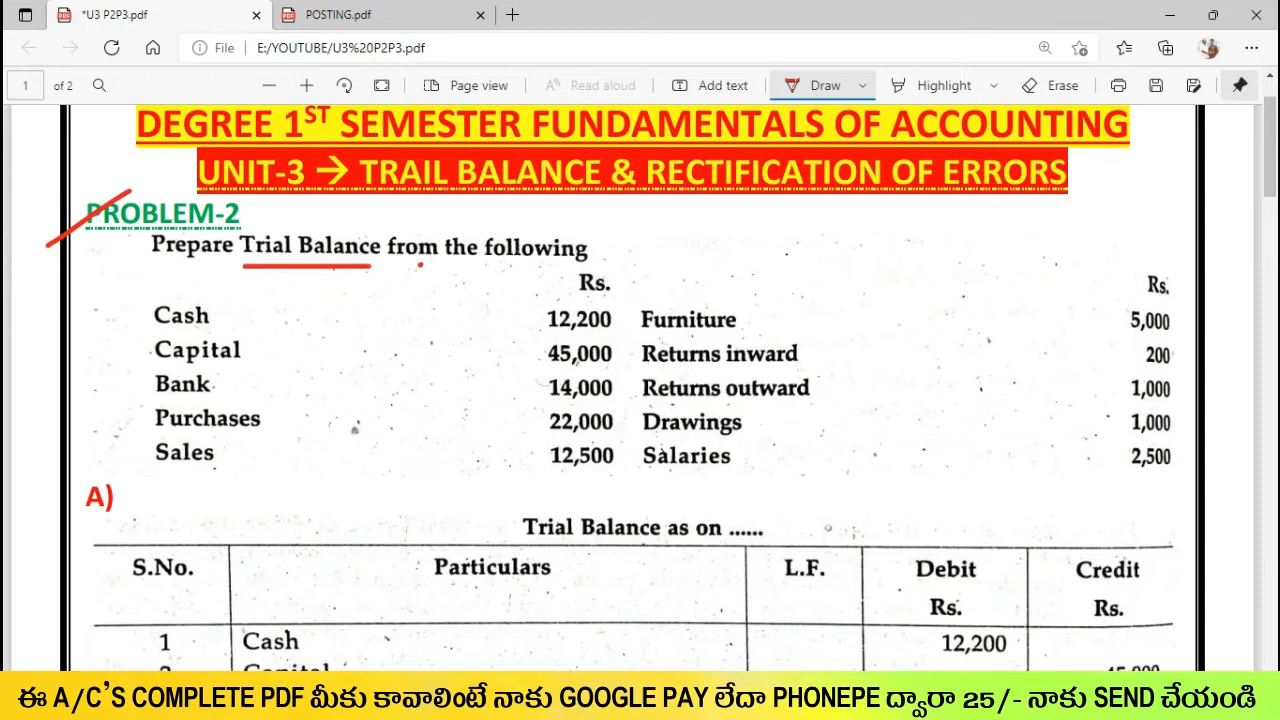 *U3 P2P3.pdf
POSTING.pdf
File E:/YOUTUBE/U3%20P2P3.pdf
1 of 2 Page view Read aloud Add text Draw Highlight Erase
DEGREE 1ST SEMESTER FUNDAMENTALS OF ACCOUNTING
UNIT-3 → TRAIL BALANCE & RECTIFICATION OF ERRORS
PROBLEM-2
Prepare Trial Balance from the following
Rs. Rs.
Cash 12,200 Furniture 5,000
Capital 45,000 Returns inward 200
Bank 14,000 Returns outward 1,000
Purchases 22,000 Drawings 1,000
Sales 12,500 Salaries 2,500
A)
Trial Balance as on ......
S.No. Particulars L.F. Debit Rs. Credit Rs.
1 Cash 12,200
ఈ A/C'S COMPLETE PDF మీకు కావాలింటే నాకు GOOGLE PAY లేదా PHONEPE ద్వారా 25/- నాకు SEND చేయండి